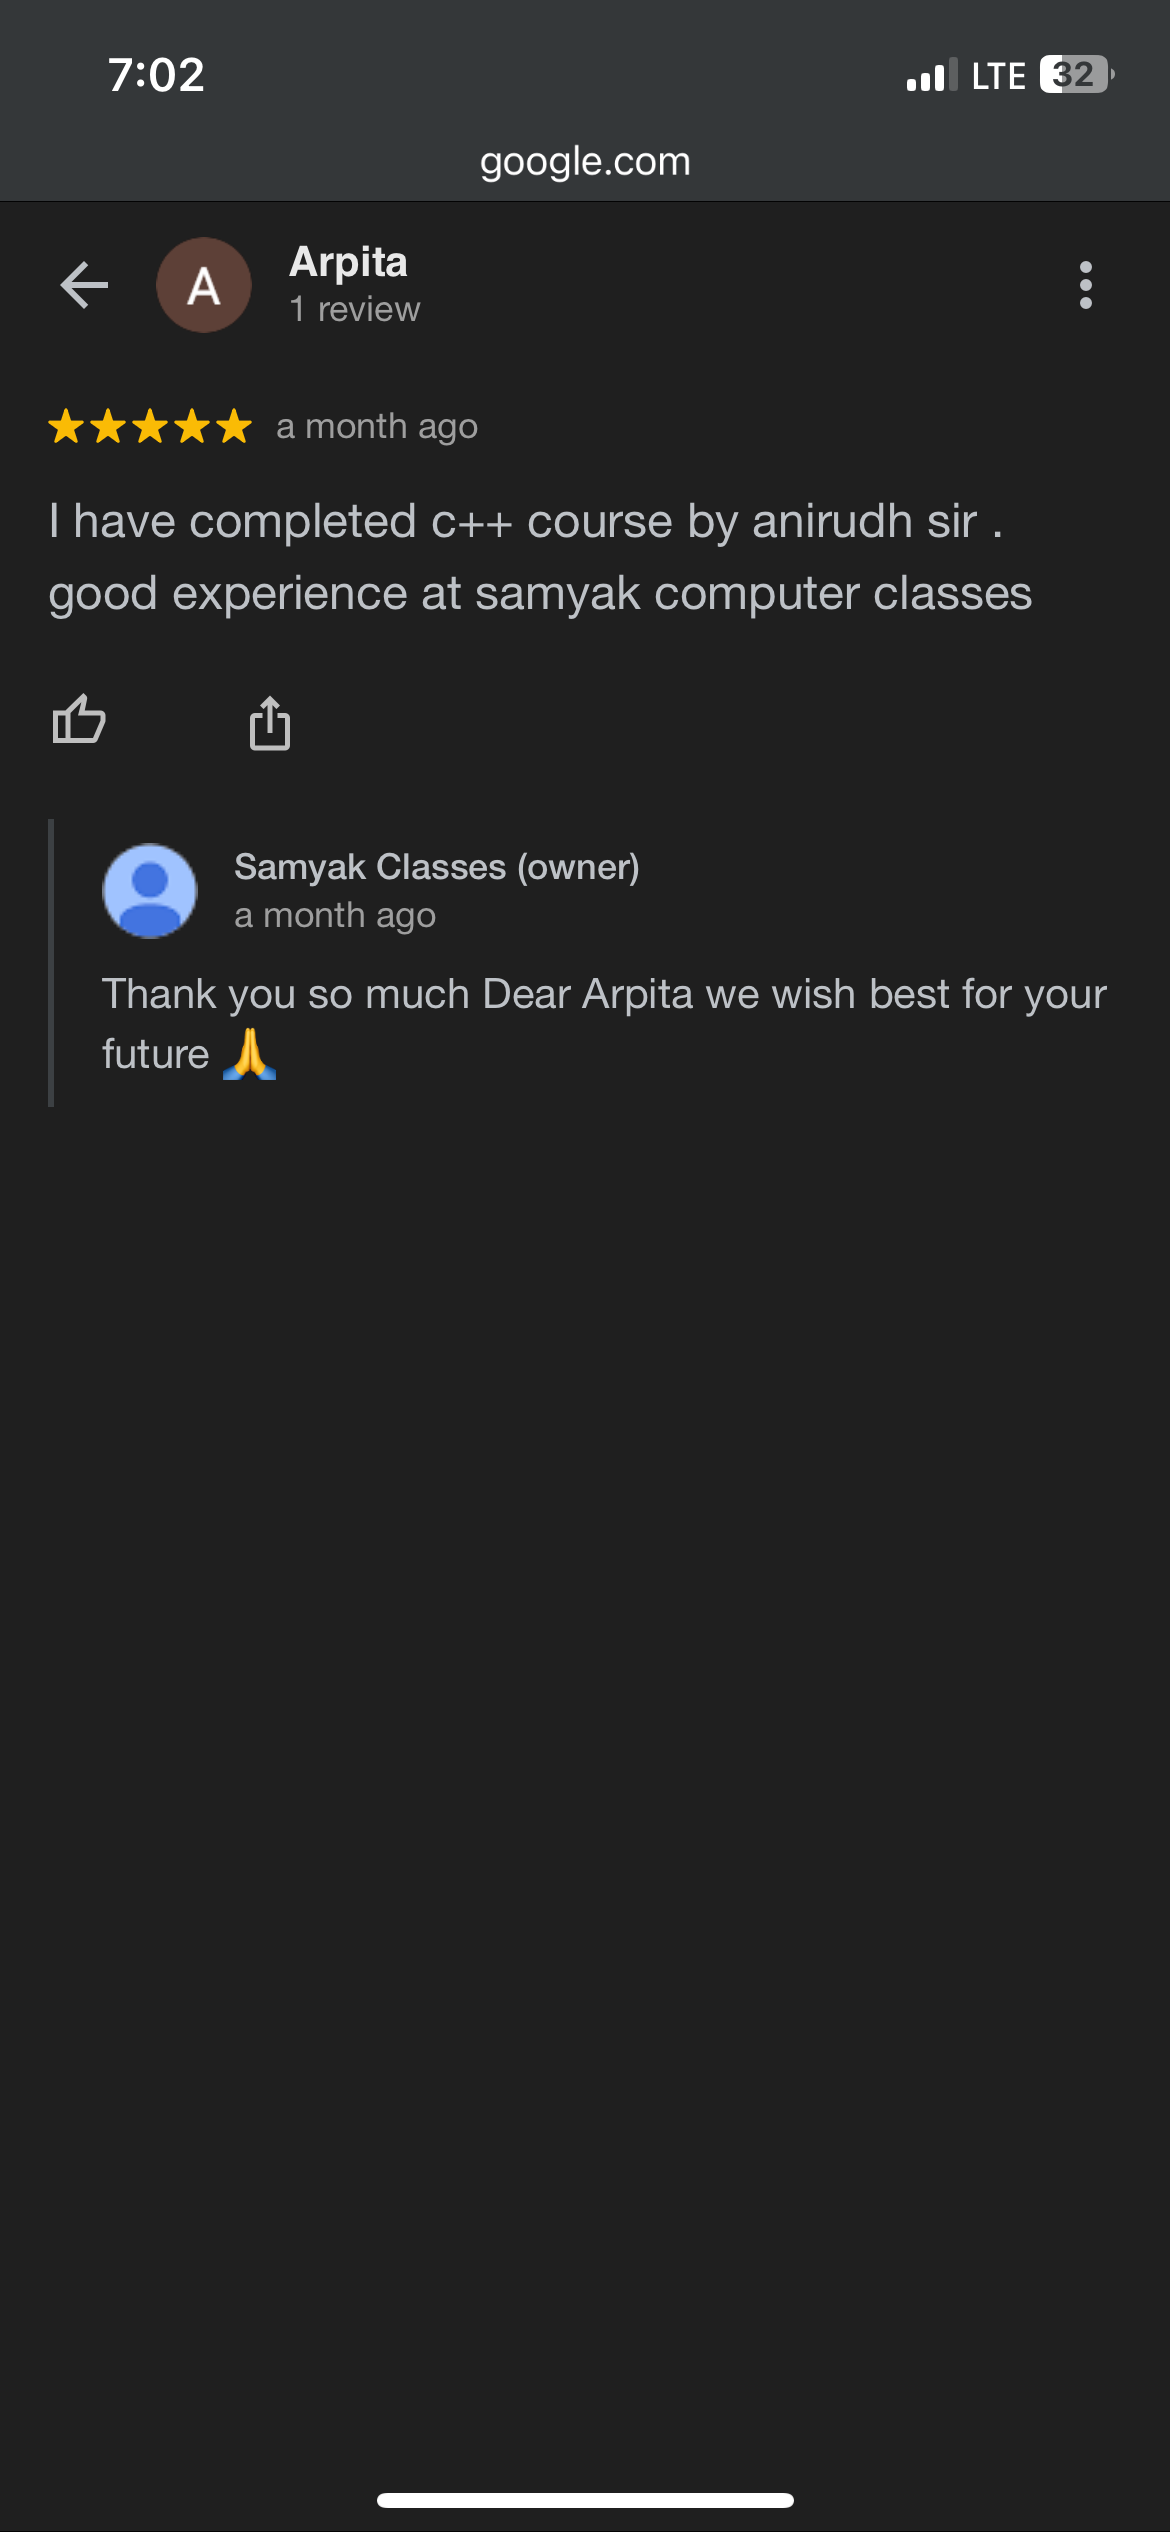 7:02
LTE 32
google.com
A
Arpita
1 review
a month ago
I have completed c++ course by anirudh sir .
good experience at samyak computer classes
Samyak Classes (owner)
a month ago
Thank you so much Dear Arpita we wish best for your
future 🙏